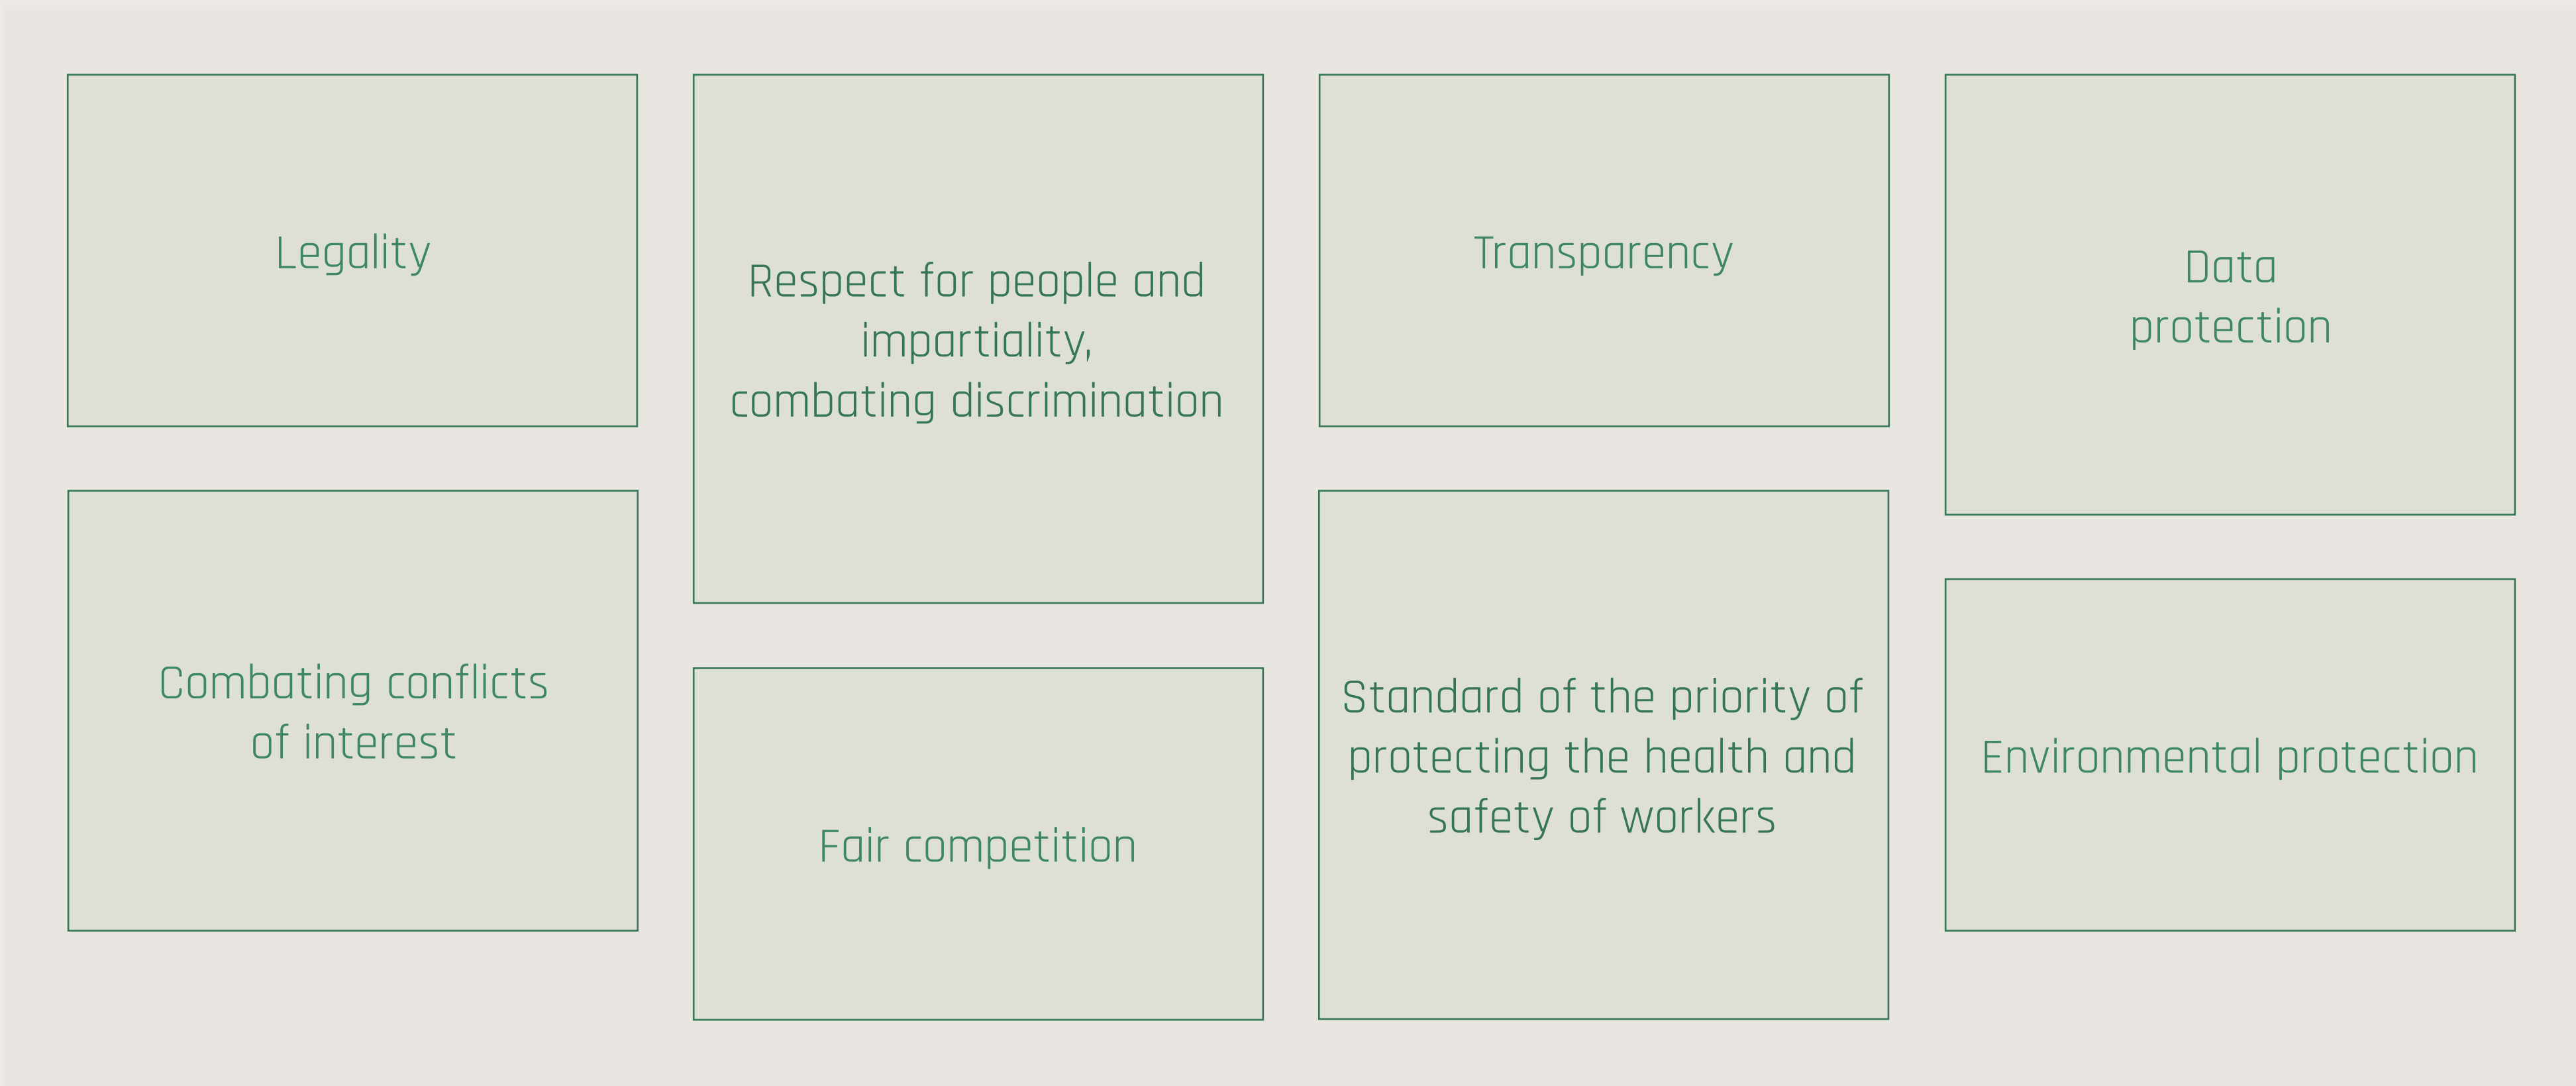 Legality
Respect for people and
impartiality,
combating discrimination
Transparency
Data
protection
Combating conflicts
of interest
Fair competition
Standard of the priority of
protecting the health and
safety of workers
Environmental protection